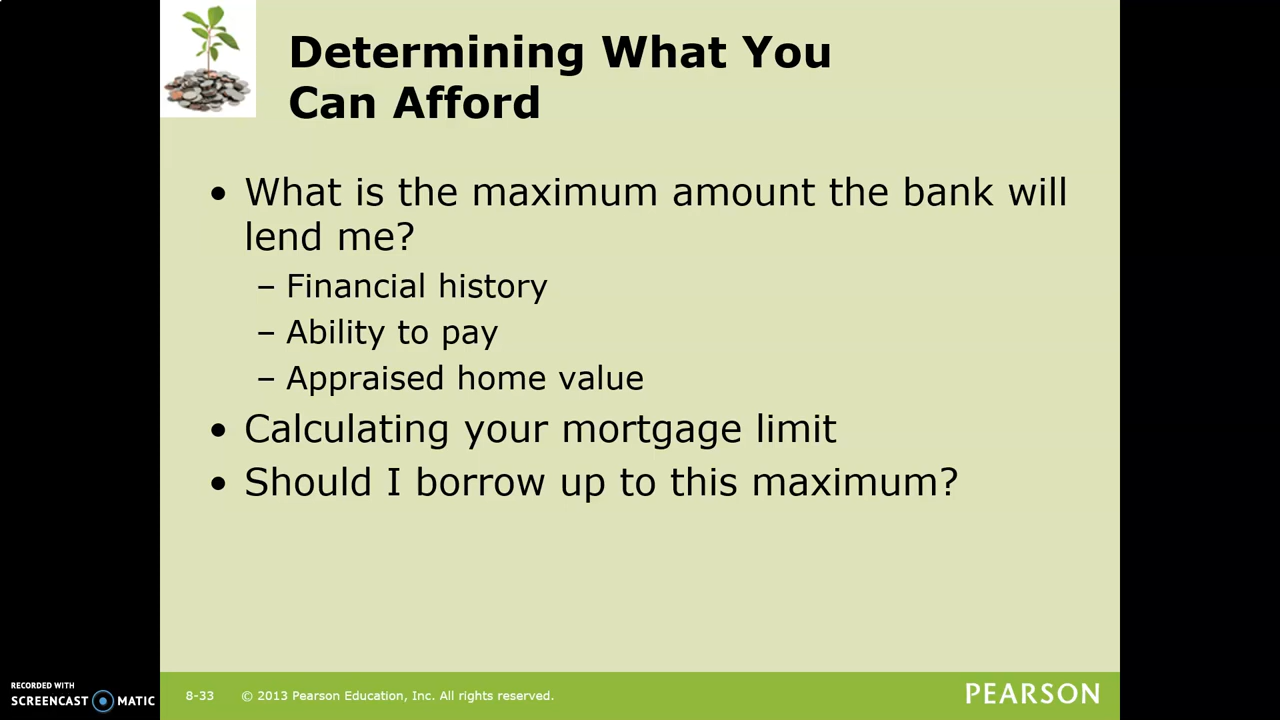 Determining What You
Can Afford
• What is the maximum amount the bank will
lend me?
– Financial history
– Ability to pay
– Appraised home value
• Calculating your mortgage limit
• Should I borrow up to this maximum?
RECORDED WITH
SCREENCAST MATIC
8-33 © 2013 Pearson Education, Inc. All rights reserved.
PEARSON